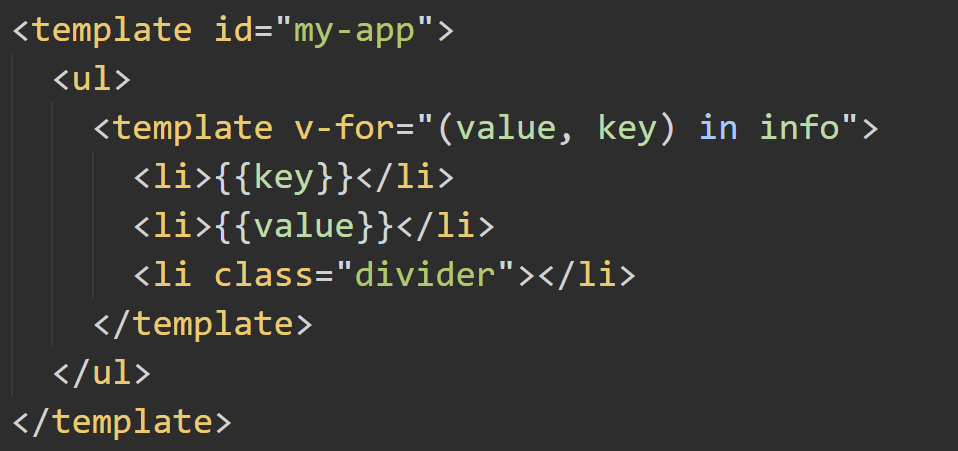 <template id="my-app">
  <ul>
    <template v-for="(value, key) in info">
      <li>{{key}}</li>
      <li>{{value}}</li>
      <li class="divider"></li>
    </template>
  </ul>
</template>